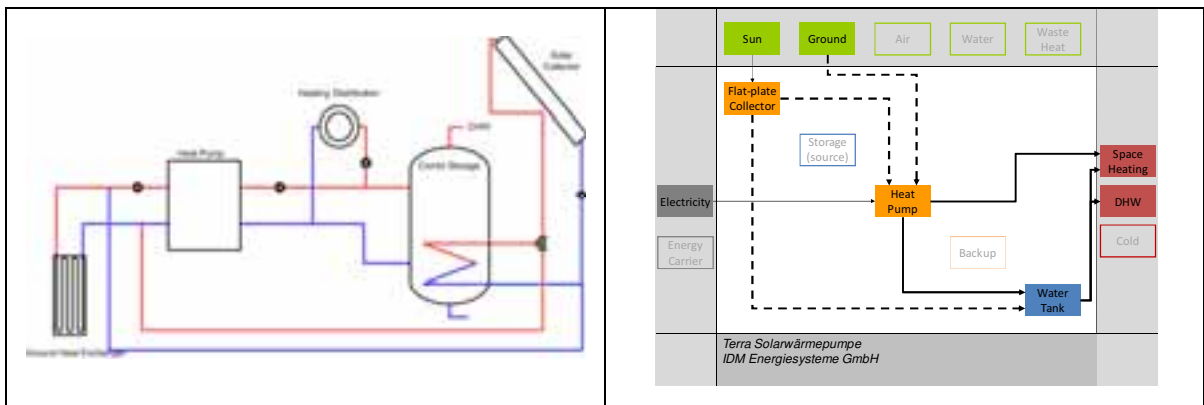 Solar
Collector
Heating Distribution
DHW
Heat Pump
Combi Storage
Ground Heat Exchanger
Sun
Ground
Air
Water
Waste
Heat
Flat-plate
Collector
Storage
(source)
Space
Heating
Electricity
Heat
Pump
DHW
Energy
Carrier
Backup
Cold
Water
Tank
Terra Solarwärmepumpe
IDM Energiesysteme GmbH